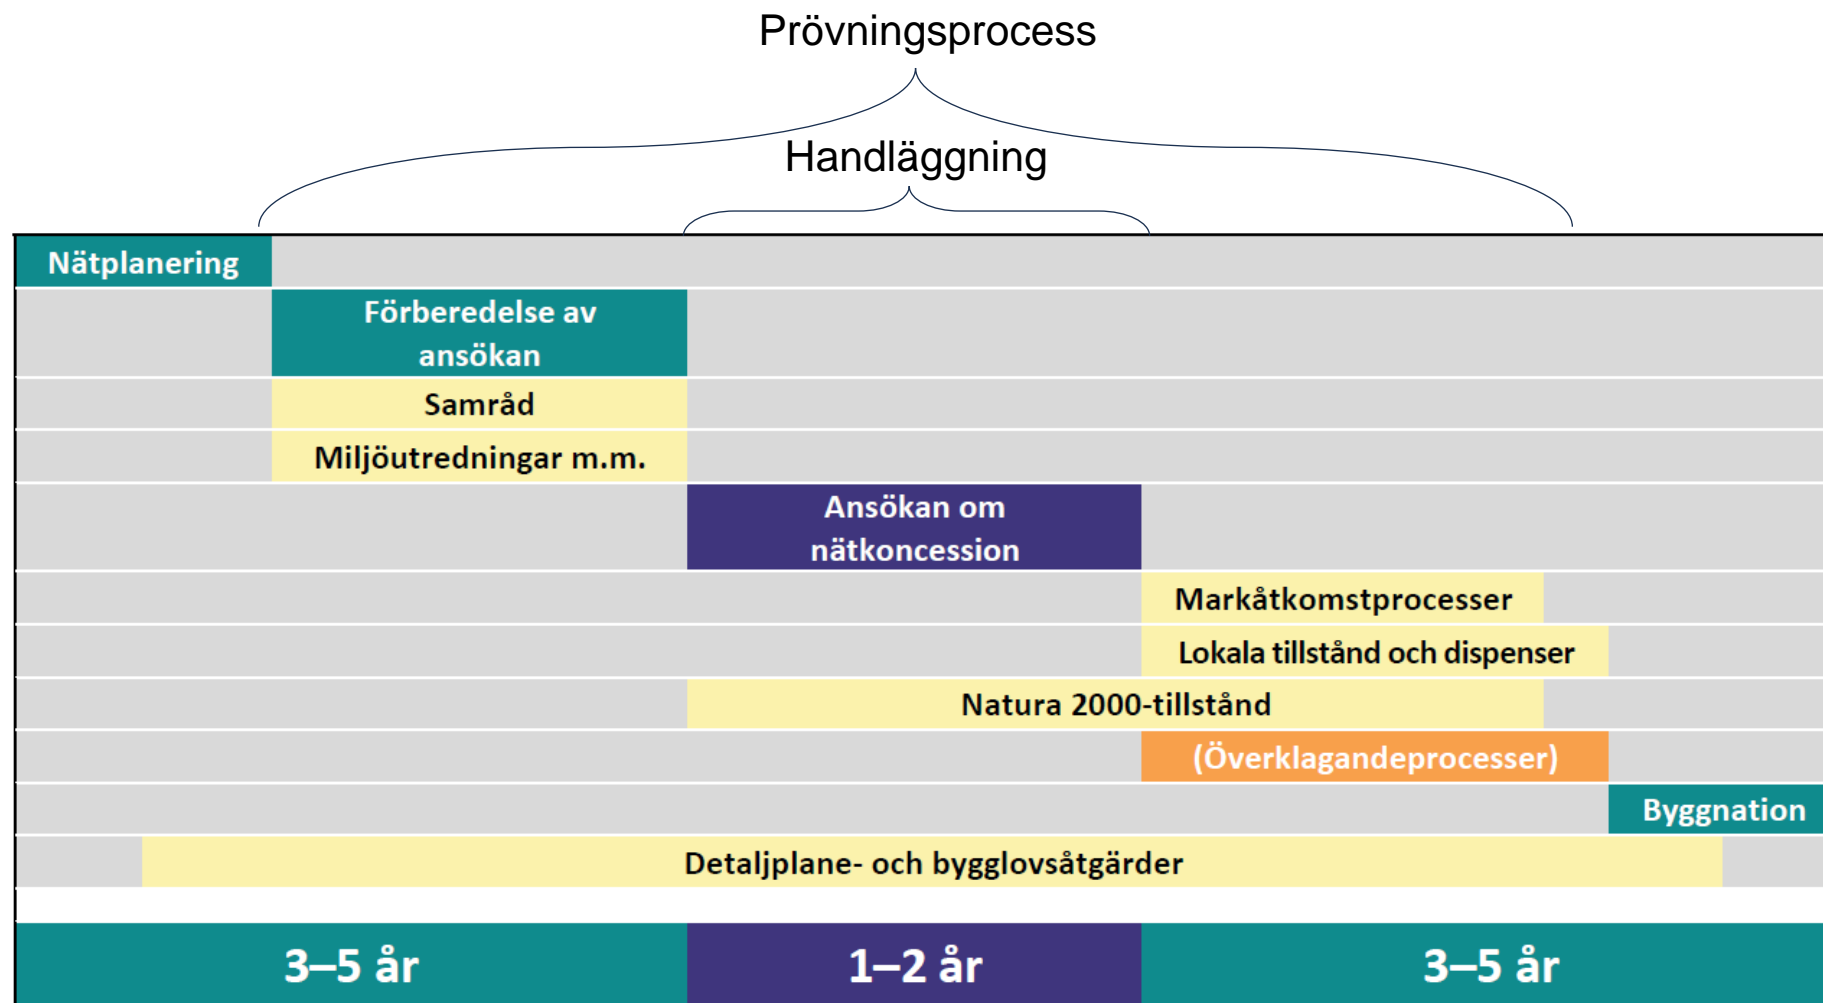 Prövningsprocess
Handläggning
Nätplanering
Förberedelse av
ansökan
Samråd
Miljöutredningar m.m.
Ansökan om
nätkoncession
Markåtkomstprocesser
Lokala tillstånd och dispenser
Natura 2000-tillstånd
(Överklagandeprocesser)
Byggnation
Detaljplane- och bygglovsåtgärder
3–5 år
1–2 år
3–5 år